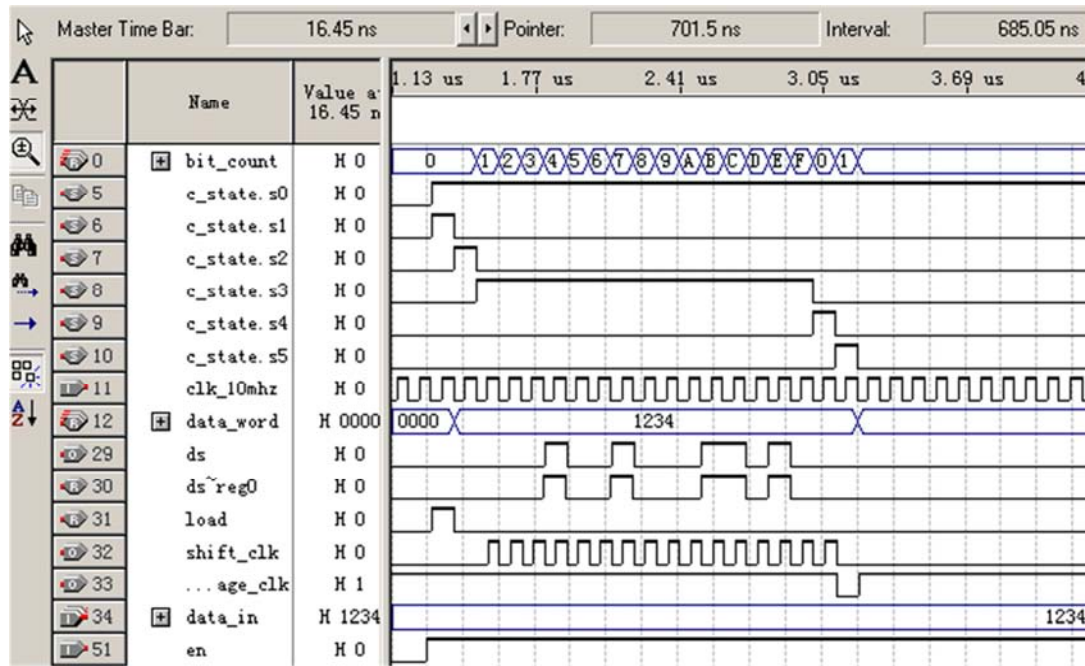 Master Time Bar: 16.45 ns Pointer: 701.5 ns Interval: 685.05 ns
A
1.13 us 1.77 us 2.41 us 3.05 us 3.69 us 4
Name Value a
16.45 n
0 bit_count H 0 0 1 2 3 4 5 6 7 8 9 A B C D E F 0 1
5 c_state.s0 H 0
6 c_state.s1 H 0
7 c_state.s2 H 0
8 c_state.s3 H 0
9 c_state.s4 H 0
10 c_state.s5 H 0
11 clk_10mhz H 0
12 data_word H 0000 0000 1234
29 ds H 0
30 ds~reg0 H 0
31 load H 0
32 shift_clk H 0
33 ...age_clk H 1
34 data_in H 1234 1234
51 en H 0
A
Z